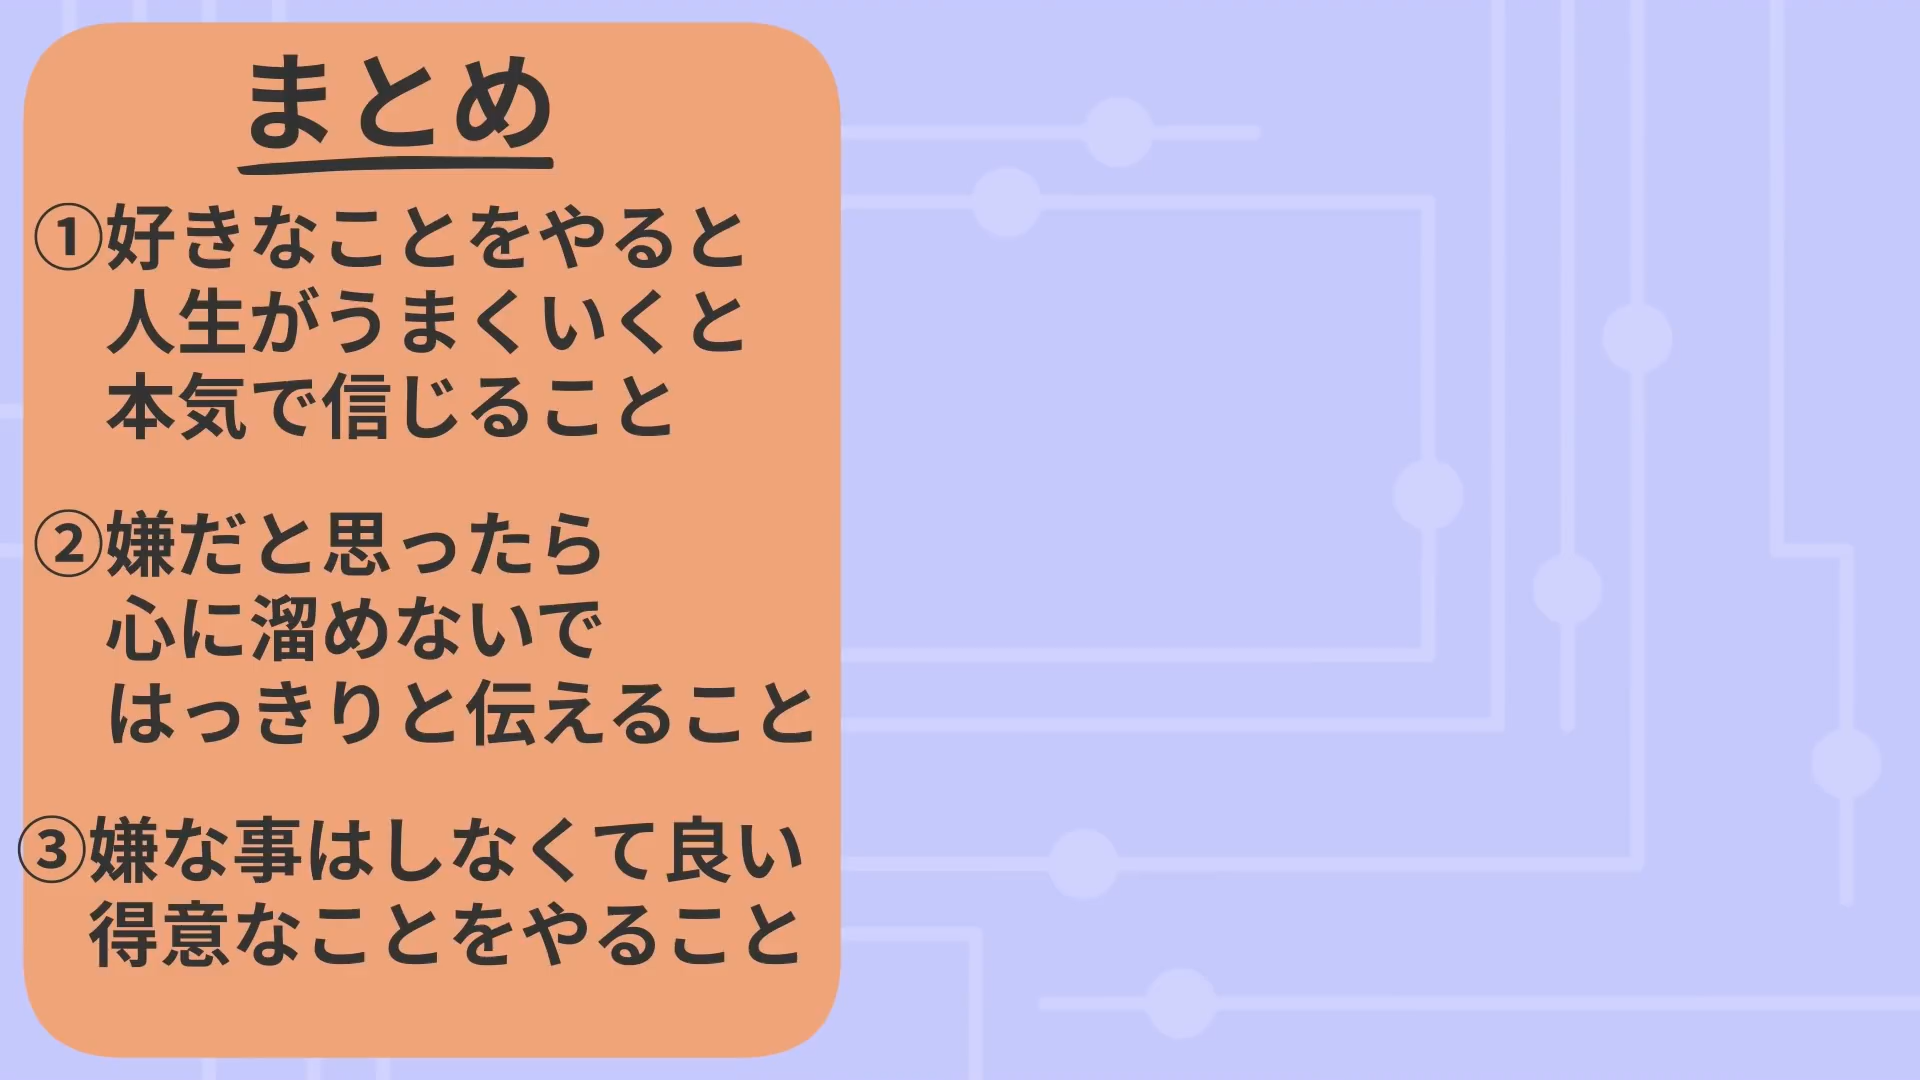 まとめ
①好きなことをやると
人生がうまくいくと
本気で信じること
②嫌だと思ったら
心に溜めないで
はっきりと伝えること
③嫌な事はしなくて良い
得意なことをやること